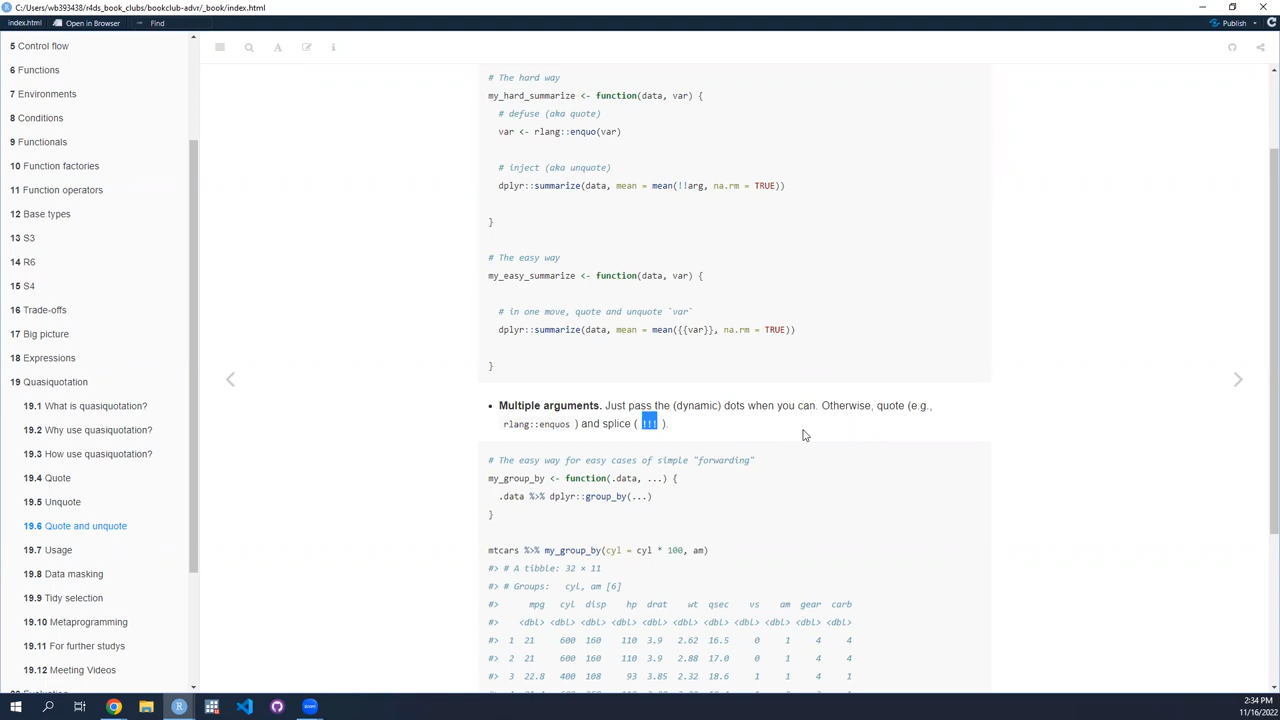 C:/Users/wb393438/r4ds_book_clubs/bookclub-advr/_book/index.html
index.html Open in Browser Find Publish
5 Control flow
6 Functions
7 Environments
8 Conditions
9 Functionals
10 Function factories
11 Function operators
12 Base types
13 S3
14 R6
15 S4
16 Trade-offs
17 Big picture
18 Expressions
19 Quasiquotation
19.1 What is quasiquotation?
19.2 Why use quasiquotation?
19.3 How use quasiquotation?
19.4 Quote
19.5 Unquote
19.6 Quote and unquote
19.7 Usage
19.8 Data masking
19.9 Tidy selection
19.10 Metaprogramming
19.11 For further studys
19.12 Meeting Videos
# The hard way
my_hard_summarize <- function(data, var) {
# defuse (aka quote)
var <- rlang::enquo(var)
# inject (aka unquote)
dplyr::summarize(data, mean = mean(!!arg, na.rm = TRUE))
}
# The easy way
my_easy_summarize <- function(data, var) {
# in one move, quote and unquote `var`
dplyr::summarize(data, mean = mean({{var}}, na.rm = TRUE))
}
• Multiple arguments. Just pass the (dynamic) dots when you can. Otherwise, quote (e.g.,
rlang::enquos ) and splice ( !!! ).
# The easy way for easy cases of simple "forwarding"
my_group_by <- function(.data, ...) {
.data %>% dplyr::group_by(...)
}
mtcars %>% my_group_by(cyl = cyl * 100, am)
#> # A tibble: 32 × 11
#> # Groups: cyl, am [6]
#> mpg cyl disp hp drat wt qsec vs am gear carb
#> <dbl> <dbl> <dbl> <dbl> <dbl> <dbl> <dbl> <dbl> <dbl> <dbl> <dbl>
#> 1 21 600 160 110 3.9 2.62 16.5 0 1 4 4
#> 2 21 600 160 110 3.9 2.88 17.0 0 1 4 4
#> 3 22.8 400 108 93 3.85 2.32 18.6 1 1 4 1
2:34 PM
11/16/2022